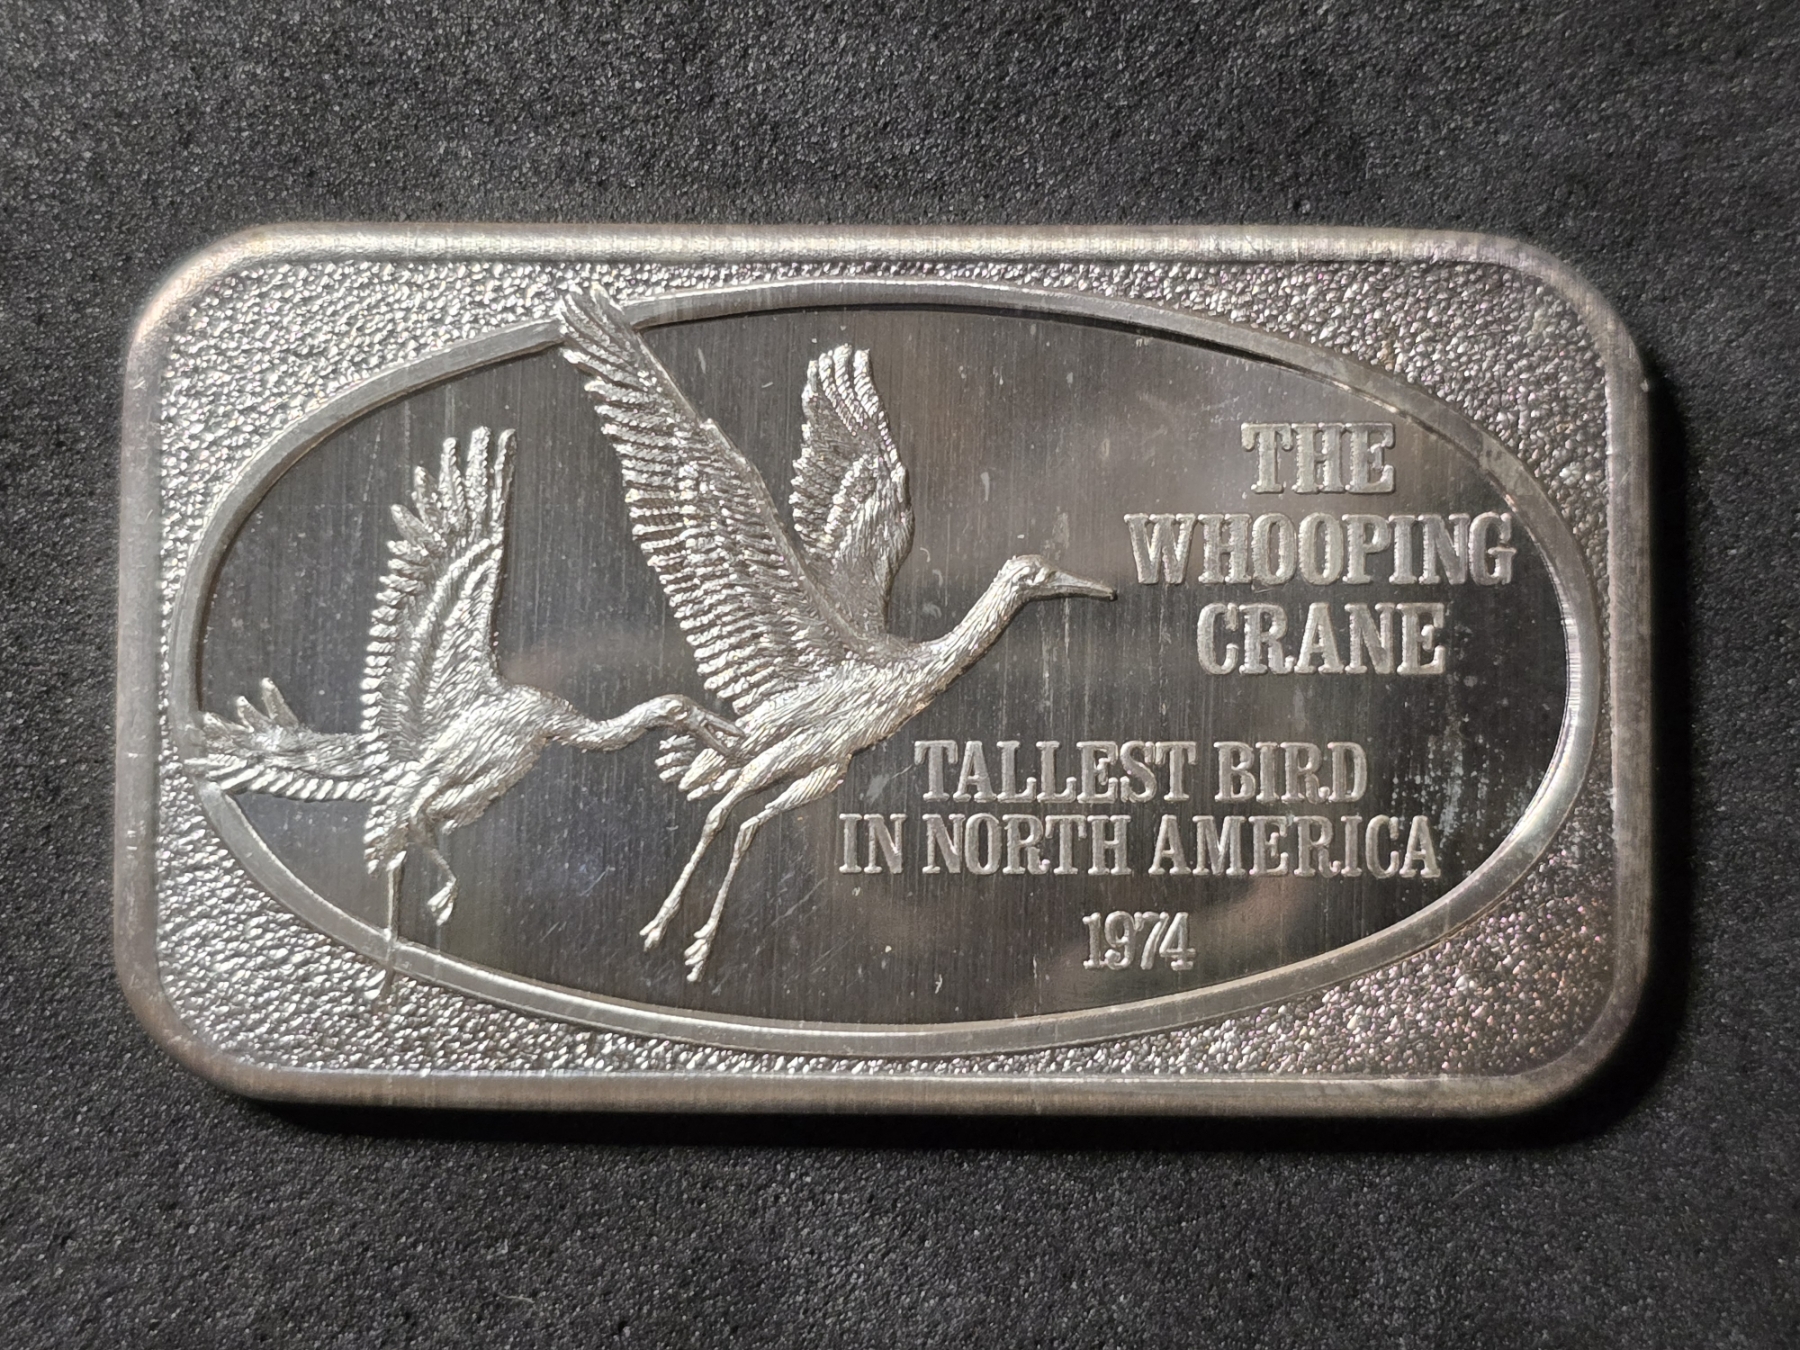 THE
WHOOPING
CRANE
TALLEST BIRD
IN NORTH AMERICA
1974